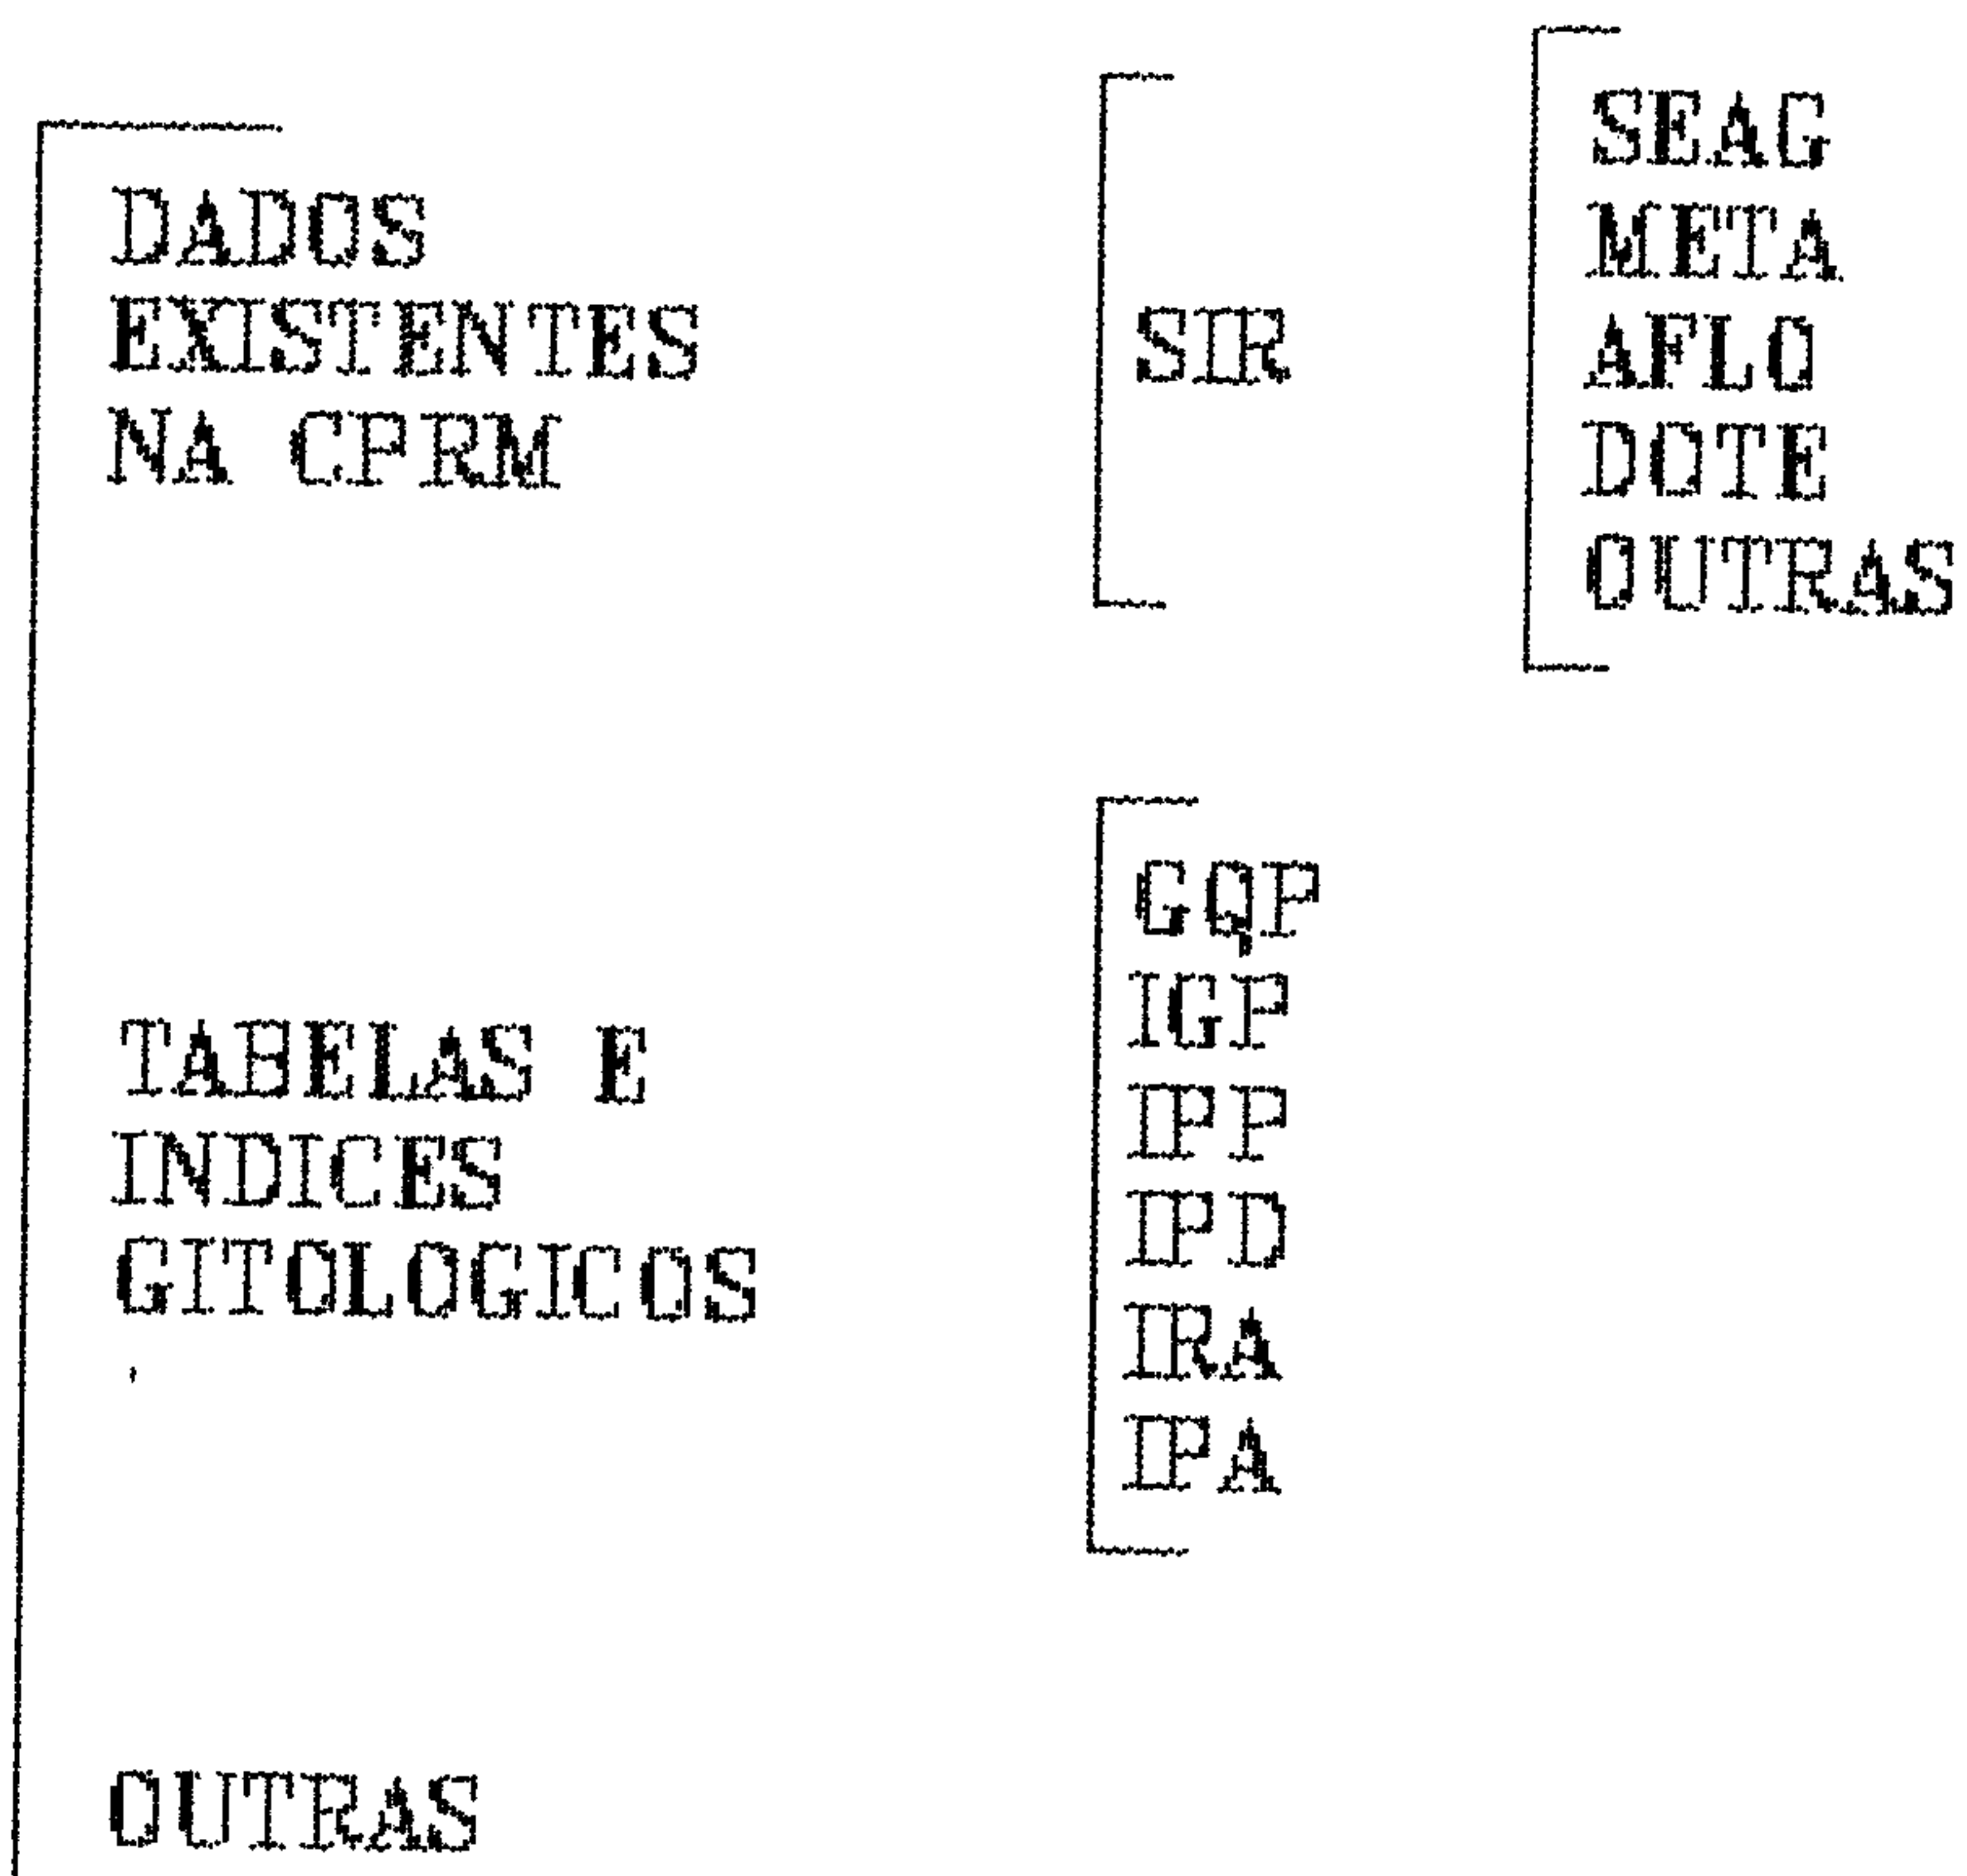 DADOS
EXISTENTES
NA CPRM
SIR
SEAG
META
AFLO
DOTE
OUTRAS
TABELAS E
INDICES
GITOLOGICOS
GQP
IGP
IPP
IPD
IRA
IPA
OUTRAS